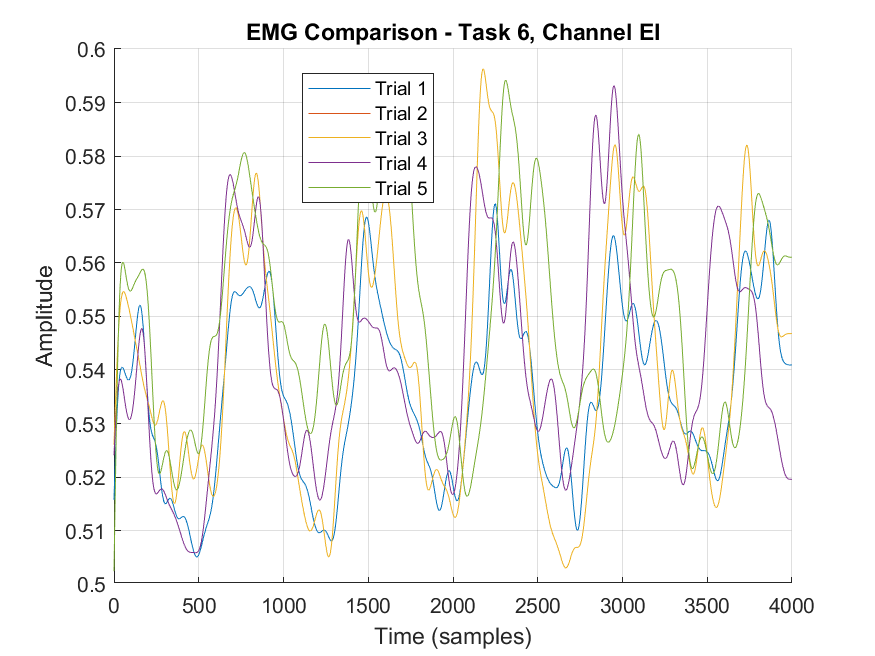 EMG Comparison - Task 6, Channel EI
0.6
0.59
0.58
0.57
0.56
0.55
0.54
0.53
0.52
0.51
0.5
Amplitude
Trial 1
Trial 2
Trial 3
Trial 4
Trial 5
0 500 1000 1500 2000 2500 3000 3500 4000
Time (samples)